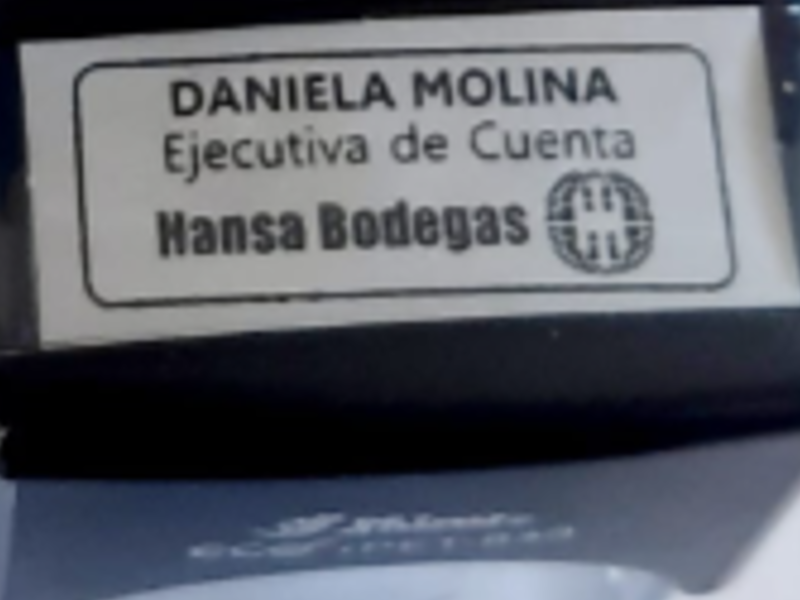 DANIELA MOLINA
Ejecutiva de Cuenta
Hansa Bodegas